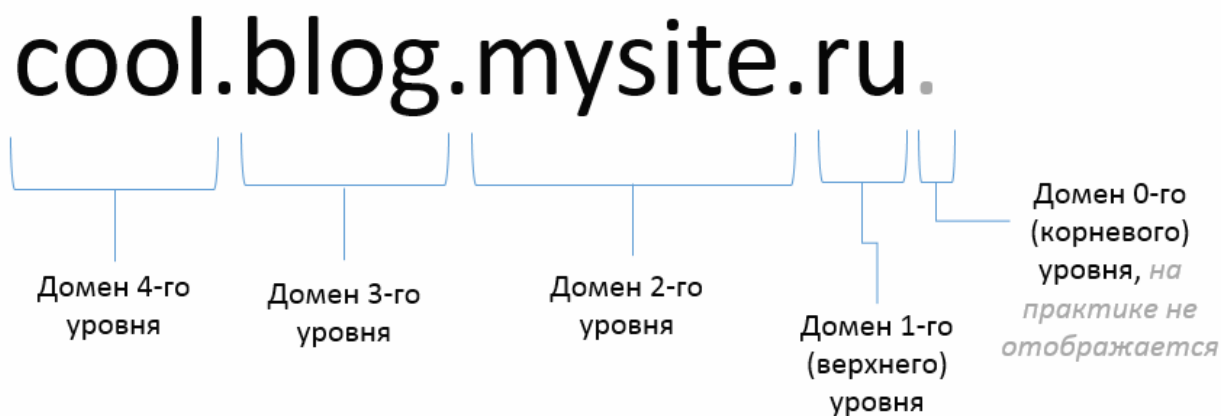 cool.blog.mysite.ru.
Домен 4-го
уровня
Домен 3-го
уровня
Домен 2-го
уровня
Домен 1-го
(верхнего)
уровня
Домен 0-го
(корневого)
уровня, на
практике не
отображается